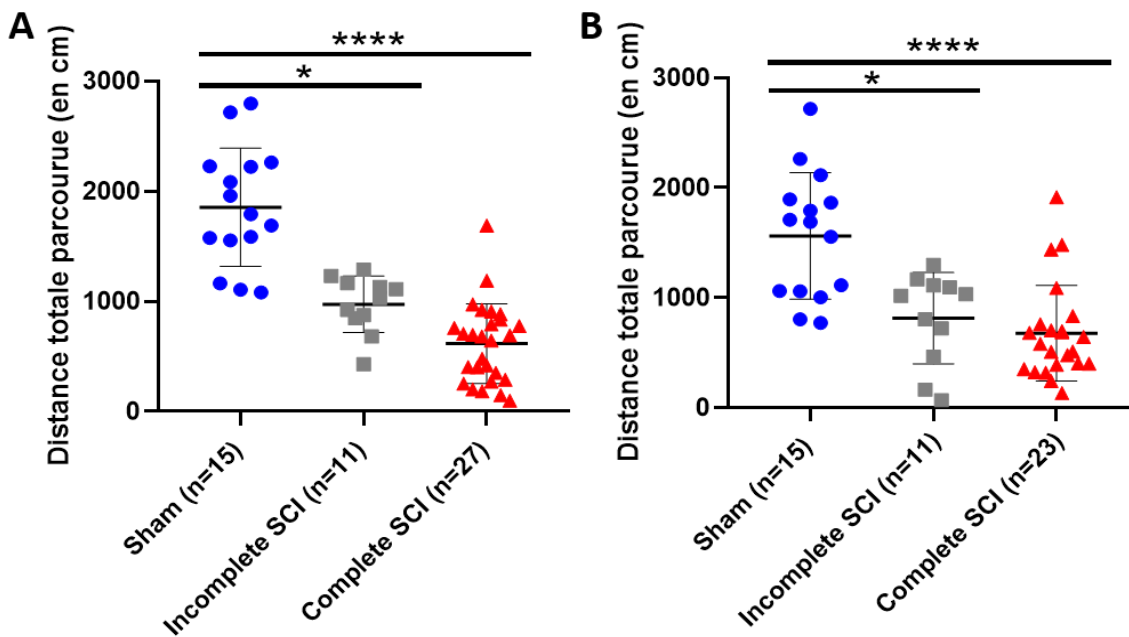 A
****
*
Distance totale parcourue (en cm)
3000
2000
1000
0
Sham (n=15)
Incomplete SCI (n=11)
Complete SCI (n=27)
B
****
*
Distance totale parcourue (en cm)
3000
2000
1000
0
Sham (n=15)
Incomplete SCI (n=11)
Complete SCI (n=23)